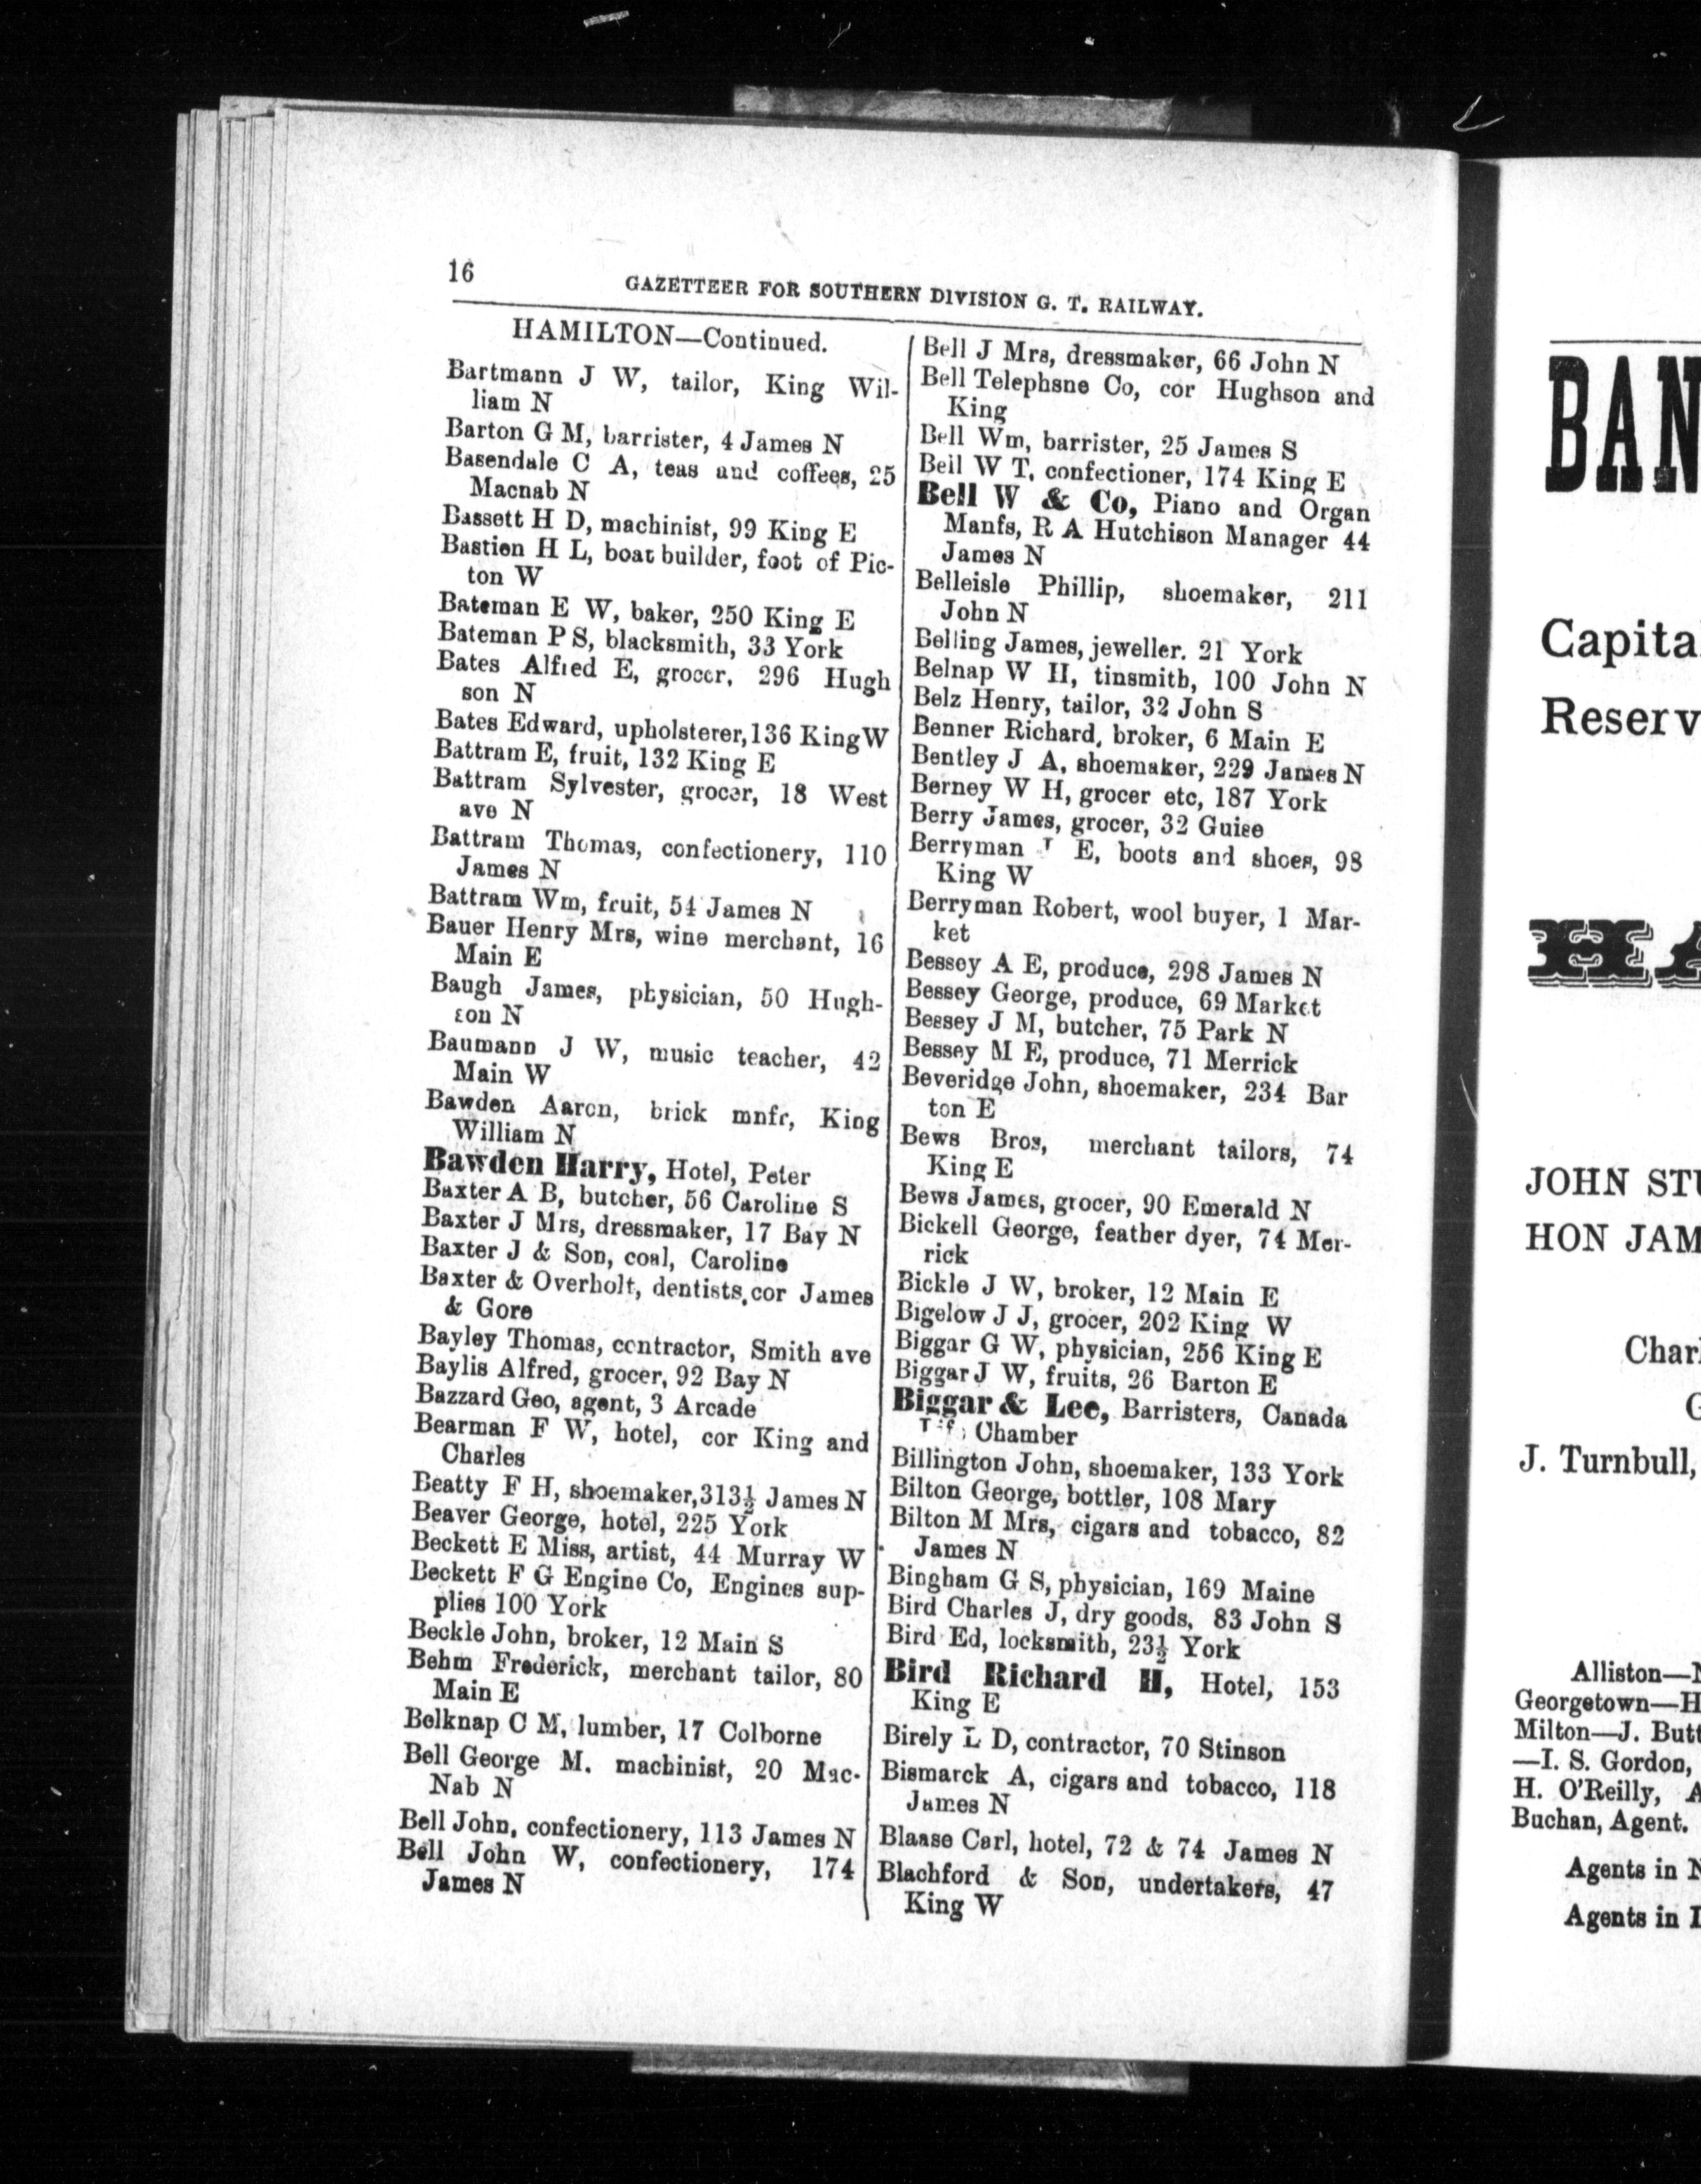 16
GAZETTEER FOR SOUTHERN DIVISION G. T. RAILWAY.
HAMILTON—Continued.
Bartmann J W, tailor, King Wil-
liam N
Barton G M, barrister, 4 James N
Basendale C A, teas and coffees, 25
Macnab N
Bassett H D, machinist, 99 King E
Bastien H L, boat builder, foot of Pic-
ton W
Bateman E W, baker, 250 King E
Bateman P S, blacksmith, 33 York
Bates Alfred E, grocer, 296 Hugh
son N
Bates Edward, upholsterer, 136 King W
Battram E, fruit, 132 King E
Battram Sylvester, grocer, 18 West
ave N
Battram Thomas, confectionery, 110
James N
Battram Wm, fruit, 54 James N
Bauer Henry Mrs, wine merchant, 16
Main E
Baugh James, physician, 50 Hugh-
son N
Baumann J W, music teacher, 42
Main W
Bawden Aaron, brick mnfr, King
William N
Bawden Harry, Hotel, Peter
Baxter A B, butcher, 56 Caroline S
Baxter J Mrs, dressmaker, 17 Bay N
Baxter J & Son, coal, Caroline
Baxter & Overholt, dentists, cor James
& Gore
Bayley Thomas, contractor, Smith ave
Baylis Alfred, grocer, 92 Bay N
Bazzard Geo, agent, 3 Arcade
Bearman F W, hotel, cor King and
Charles
Beatty F H, shoemaker, 313½ James N
Beaver George, hotel, 225 York
Beckett E Miss, artist, 44 Murray W
Beckett F G Engine Co, Engines sup-
plies 100 York
Beckle John, broker, 12 Main S
Behm Frederick, merchant tailor, 80
Main E
Belknap C M, lumber, 17 Colborne
Bell George M. machinist, 20 Mac-
Nab N
Bell John, confectionery, 113 James N
Bell John W, confectionery, 174
James N
Bell J Mrs, dressmaker, 66 John N
Bell Telephsne Co, cor Hughson and
King
Bell Wm, barrister, 25 James S
Bell W T, confectioner, 174 King E
Bell W & Co, Piano and Organ
Manfs, R A Hutchison Manager 44
James N
Belleisle Phillip, shoemaker, 211
John N
Belling James, jeweller. 21 York
Belnap W H, tinsmith, 100 John N
Belz Henry, tailor, 32 John S
Benner Richard, broker, 6 Main E
Bentley J A, shoemaker, 229 James N
Berney W H, grocer etc, 187 York
Berry James, grocer, 32 Guise
Berryman J E, boots and shoes, 98
King W
Berryman Robert, wool buyer, 1 Mar-
ket
Bessey A E, produce, 298 James N
Bessey George, produce, 69 Market
Bessey J M, butcher, 75 Park N
Bessey M E, produce, 71 Merrick
Beveridge John, shoemaker, 234 Bar
ton E
Bews Bros, merchant tailors, 74
King E
Bews James, grocer, 90 Emerald N
Bickell George, feather dyer, 74 Mer-
rick
Bickle J W, broker, 12 Main E
Bigelow J J, grocer, 202 King W
Biggar G W, physician, 256 King E
Biggar J W, fruits, 26 Barton E
Biggar & Lee, Barristers, Canada
Chamber
Billington John, shoemaker, 133 York
Bilton George, bottler, 108 Mary
Bilton M Mrs, cigars and tobacco, 82
James N
Bingham G S, physician, 169 Maine
Bird Charles J, dry goods, 83 John S
Bird Ed, locksmith, 23½ York
Bird Richard H, Hotel, 153
King E
Birely L D, contractor, 70 Stinson
Bismarck A, cigars and tobacco, 118
James N
Blaase Carl, hotel, 72 & 74 James N
Blachford & Son, undertakers, 47
King W
BAN
Capita
Reserv
HA
JOHN STU
HON JAM
Charl
G
J. Turnbull,
Alliston—
Georgetown—H
Milton—J. Butt
—I. S. Gordon,
H. O'Reilly, A
Buchan, Agent.
Agents in N
Agents in